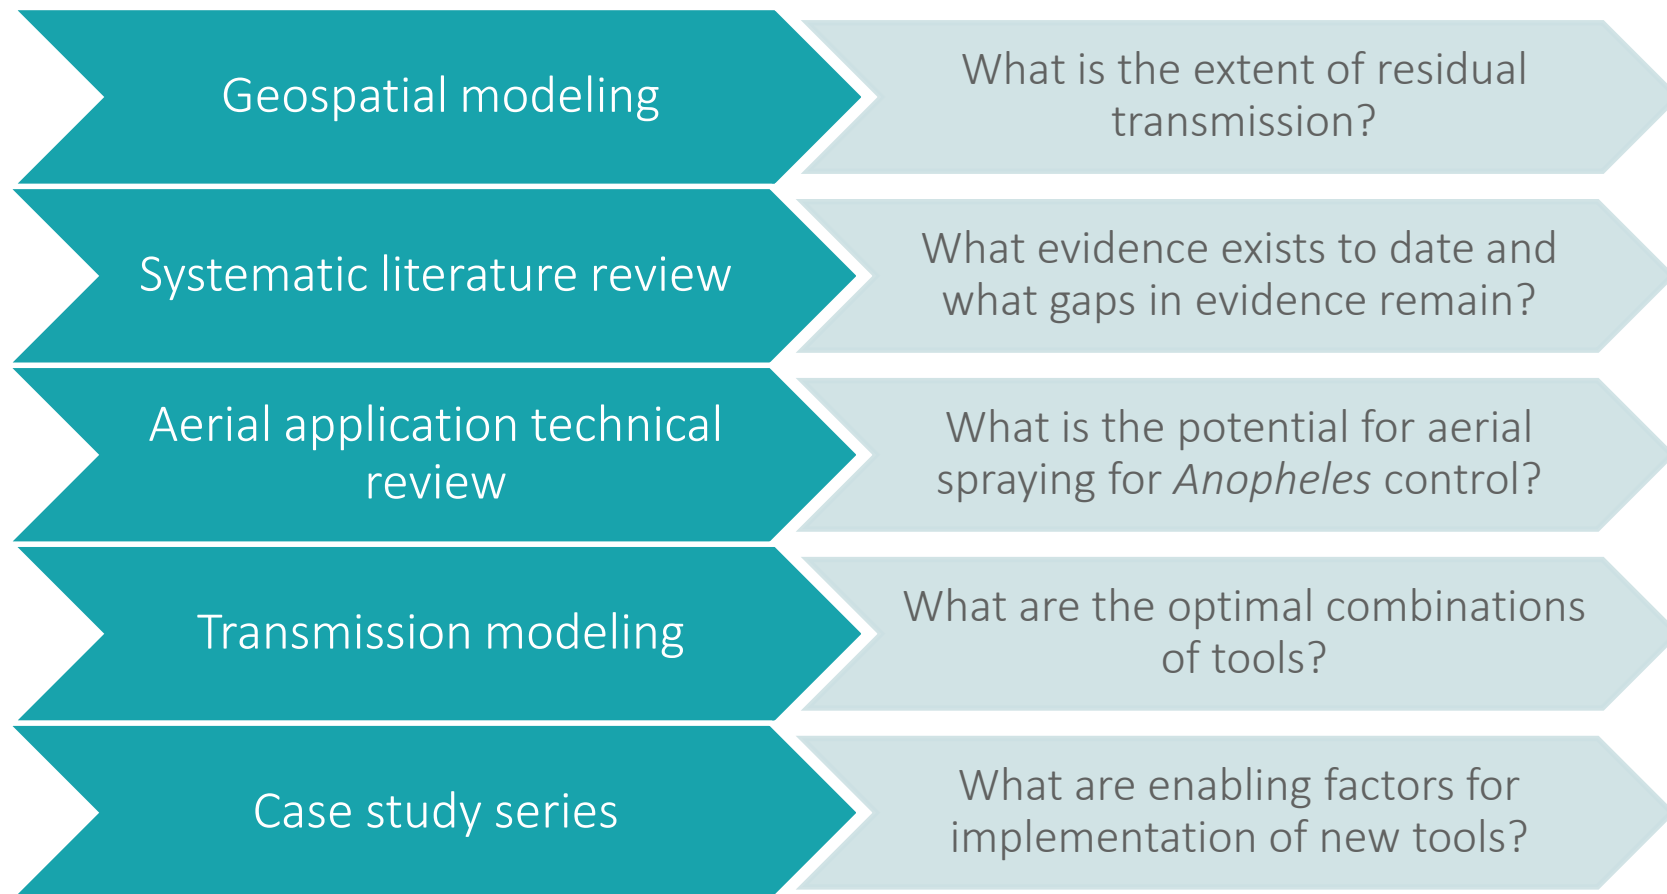 Geospatial modeling
What is the extent of residual
transmission?
Systematic literature review
What evidence exists to date and
what gaps in evidence remain?
Aerial application technical
review
What is the potential for aerial
spraying for Anopheles control?
Transmission modeling
What are the optimal combinations
of tools?
Case study series
What are enabling factors for
implementation of new tools?